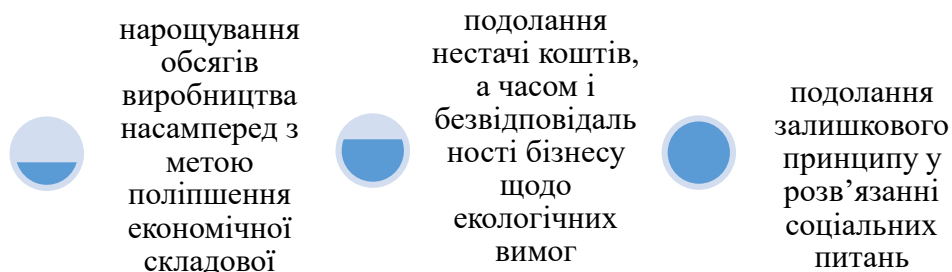 нарощування
обсягів
виробництва
насамперед з
метою
поліпшення
економічної
складової
подолання
нестачі коштів,
а часом і
безвідповідаль
ності бізнесу
щодо
екологічних
вимог
подолання
залишкового
принципу у
розв’язанні
соціальних
питань